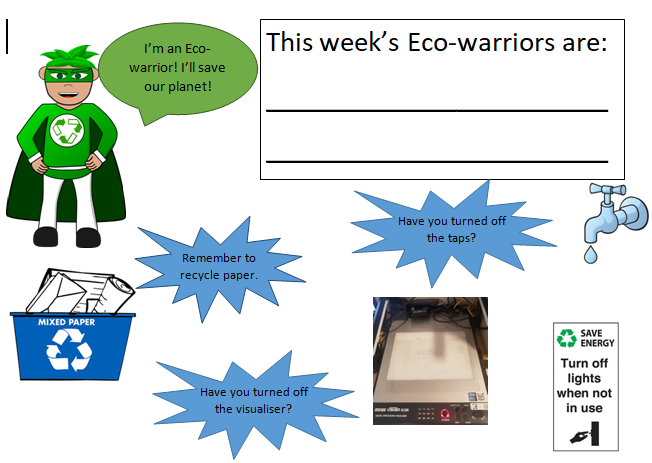 I'm an Eco-
warrior! I'll save
our planet!
This week's Eco-warriors are:
Have you turned off
the taps?
Remember to
recycle paper.
MIXED PAPER
SAVE
ENERGY
Turn off
lights
when not
in use
Have you turned off
the visualiser?